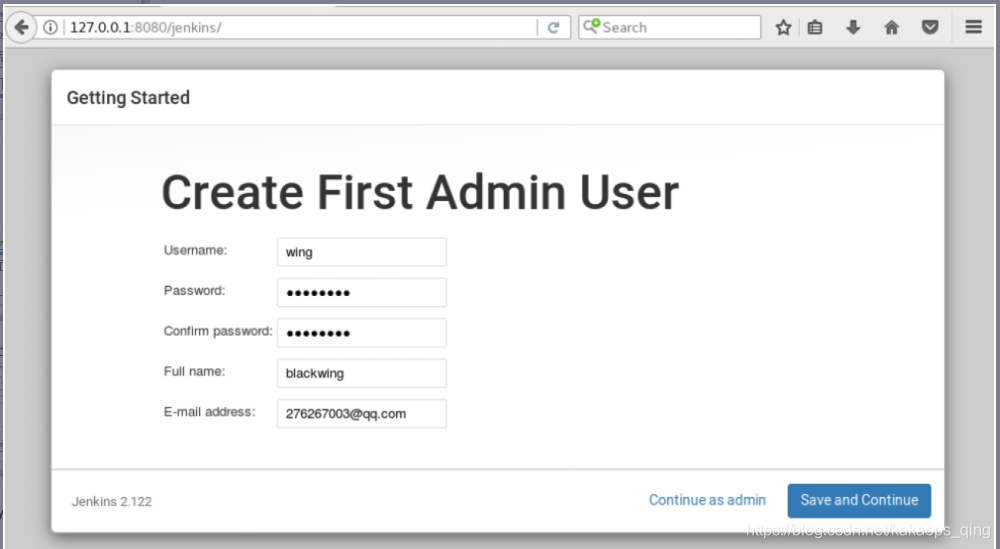 127.0.0.1:8080/jenkins/
Search
Getting Started
Create First Admin User
Username:
wing
Password:
••••••••
Confirm password:
••••••••
Full name:
blackwing
E-mail address:
276267003@qq.com
Jenkins 2.122
Continue as admin
Save and Continue
https://blog.csdn.net/kakaops_qing